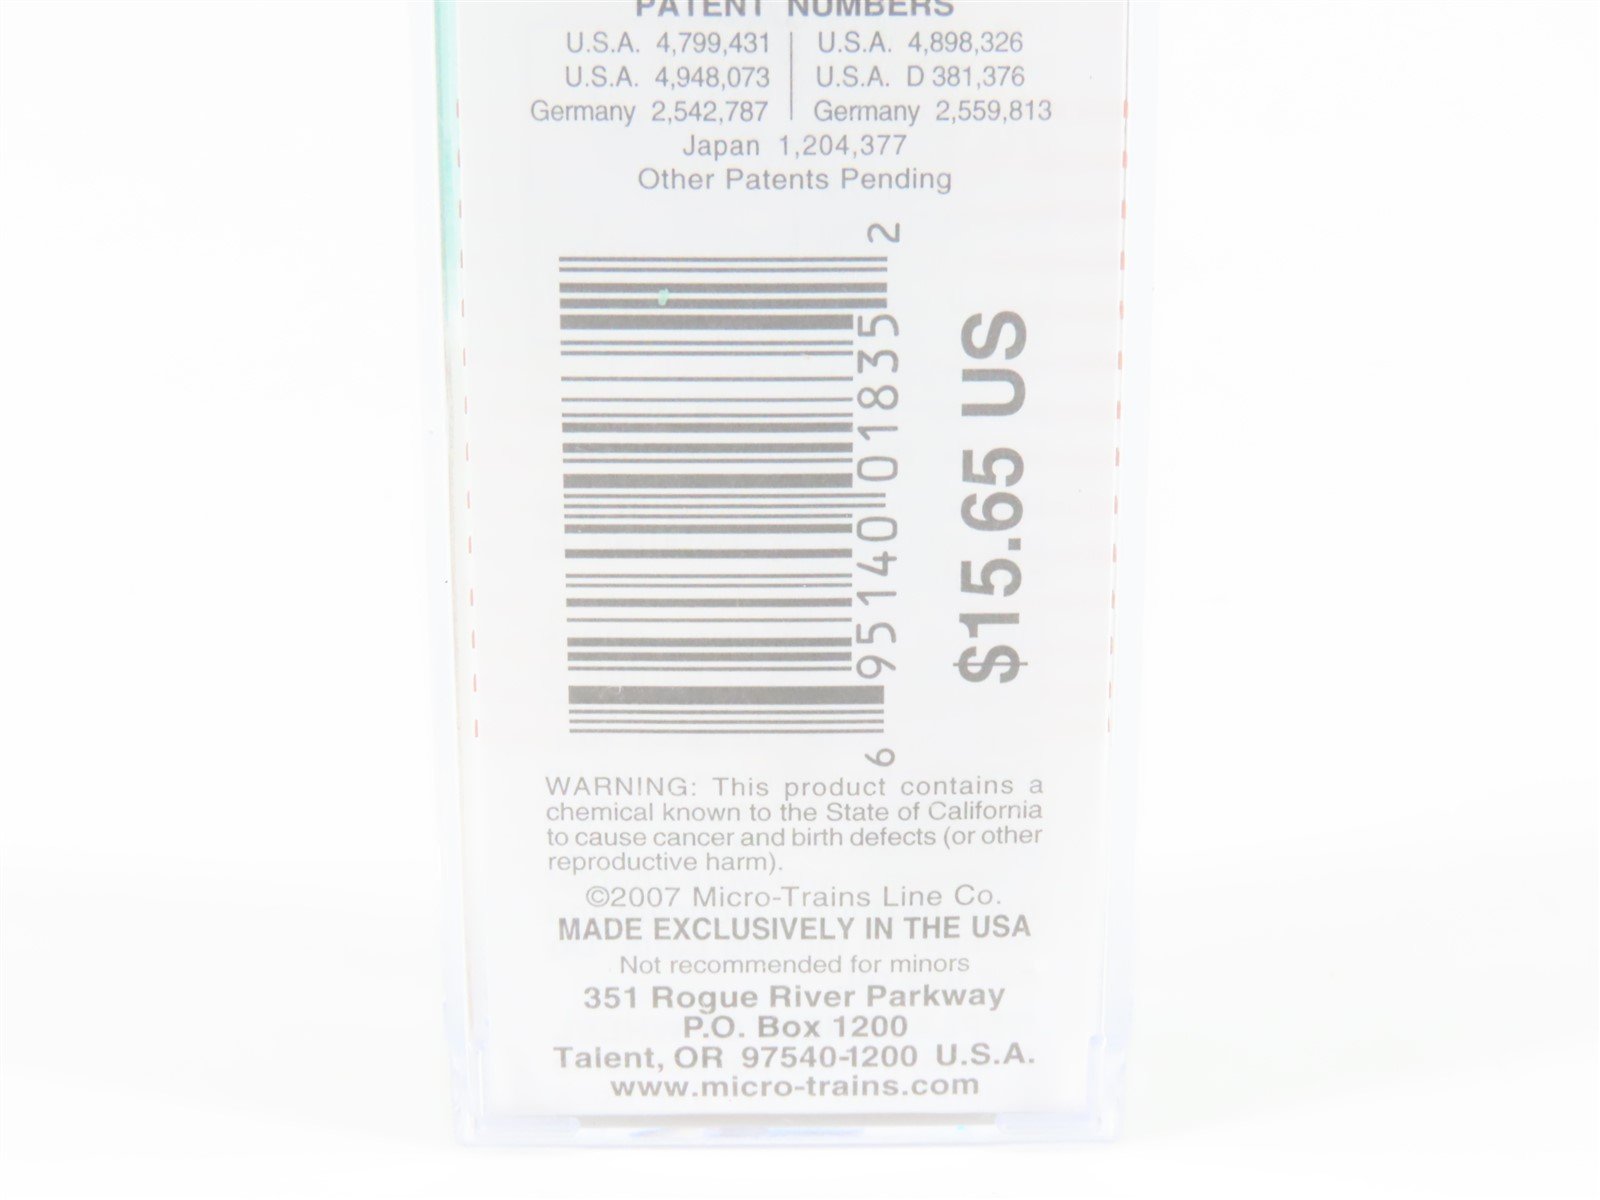 PATENT NUMBERS
U.S.A. 4,799,431 U.S.A. 4,898,326
U.S.A. 4,948,073 U.S.A. D 381,376
Germany 2,542,787 Germany 2,559,813
Japan 1,204,377
Other Patents Pending
6 95140 01835 2
$15.65 US
WARNING: This product contains a
chemical known to the State of California
to cause cancer and birth defects (or other
reproductive harm).
©2007 Micro-Trains Line Co.
MADE EXCLUSIVELY IN THE USA
Not recommended for minors
351 Rogue River Parkway
P.O. Box 1200
Talent, OR 97540-1200 U.S.A.
www.micro-trains.com